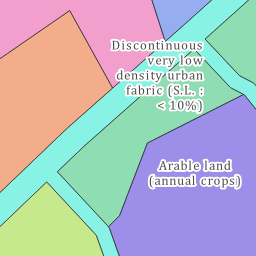 Discontinuous
very low
density urban
fabric (S.L. :
< 10%)
Arable land
(annual crops)